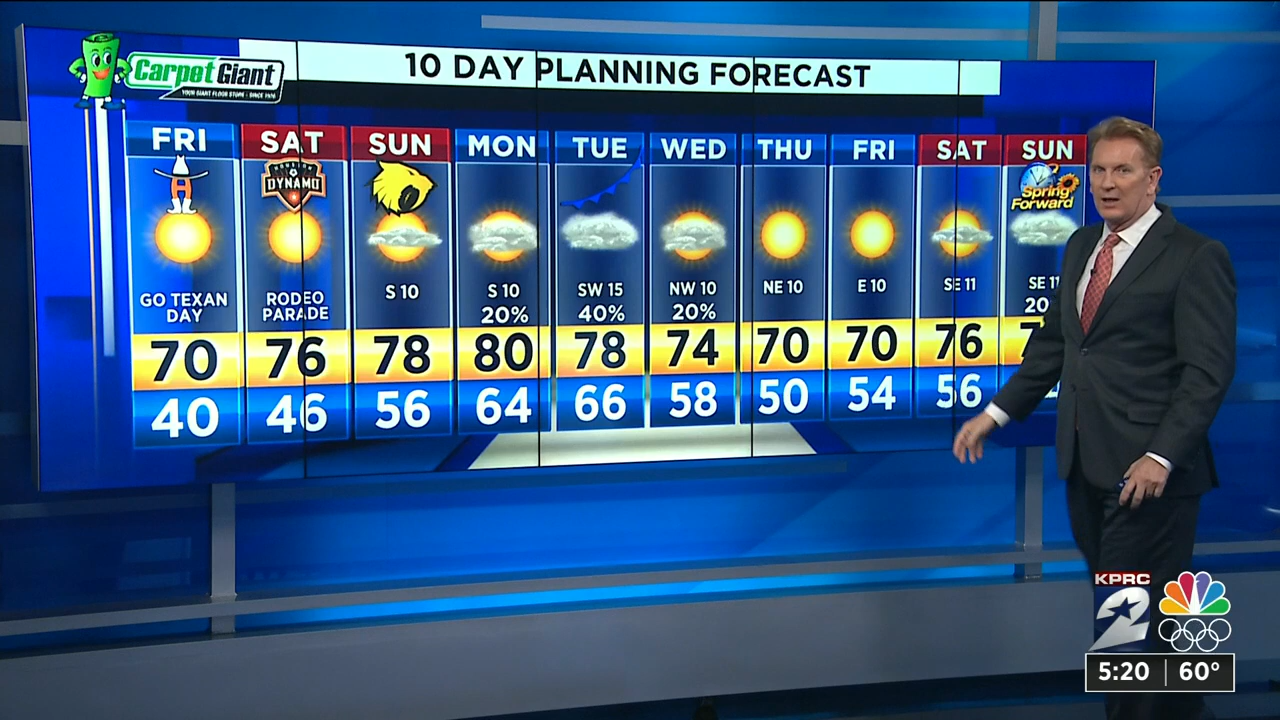 Carpet Giant
YOUR GIANT FLOOR STORE - SINCE 1976
10 DAY PLANNING FORECAST
FRI
GO TEXAN
DAY
70
40
SAT
DYNAMO
RODEO
PARADE
76
46
SUN
S 10
78
56
MON
S 10
20%
80
64
TUE
SW 15
40%
78
66
WED
NW 10
20%
74
58
THU
NE 10
70
50
FRI
E 10
70
54
SAT
SE 11
76
56
SUN
Spring
Forward
SE 11
KPRC
2
5:20 60°